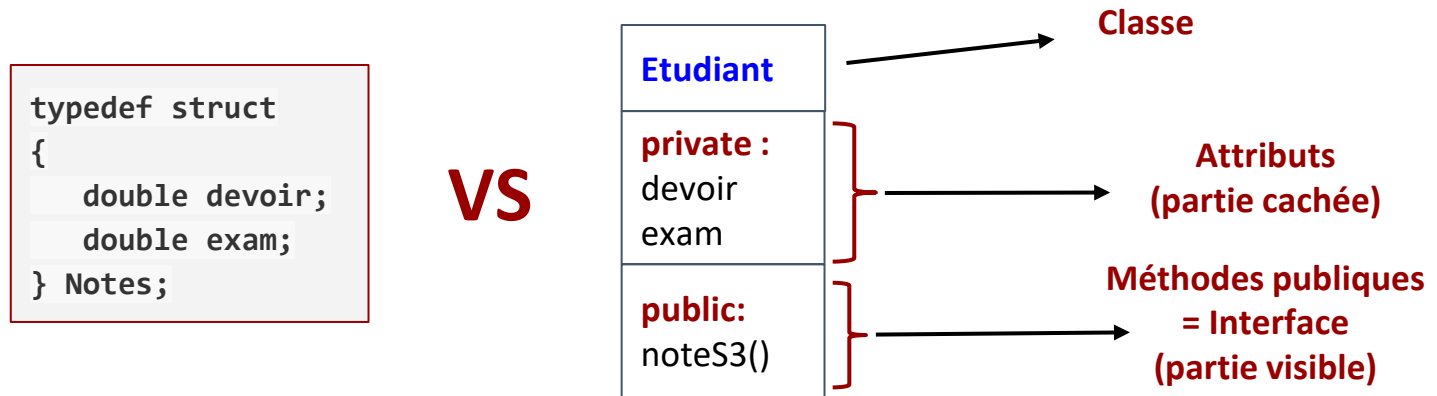 typedef struct
{
devoir double devoir;
double exam;
} Notes;
VS
Etudiant
private :
devoir
exam
public:
noteS3()
Classe
Attributs
(partie cachée)
Méthodes publiques
= Interface
(partie visible)